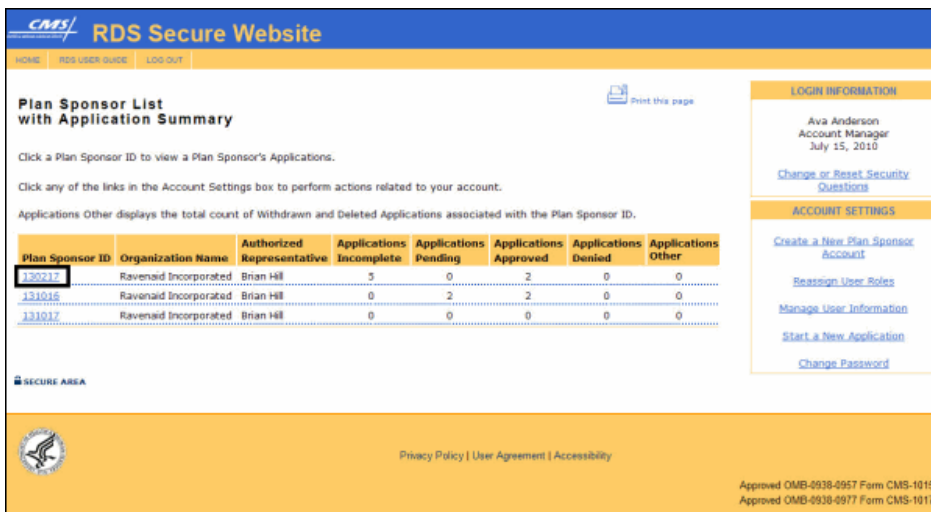 CMS/ RDS Secure Website
HOME RDS USER GUIDE LOG OUT
Plan Sponsor List
with Application Summary
Print this page
Click a Plan Sponsor ID to view a Plan Sponsor's Applications.
Click any of the links in the Account Settings box to perform actions related to your account.
Applications Other displays the total count of Withdrawn and Deleted Applications associated with the Plan Sponsor ID.
Plan Sponsor ID Organization Name Authorized Representative Applications Incomplete Applications Pending Applications Approved Applications Denied Applications Other
130217 Ravenaid Incorporated Brian Hill 5 0 2 0 0
131016 Ravenaid Incorporated Brian Hill 0 2 2 0 0
131017 Ravenaid Incorporated Brian Hill 0 0 0 0 0
SECURE AREA
LOGIN INFORMATION
Ava Anderson
Account Manager
July 15, 2010
Change or Reset Security
Questions
ACCOUNT SETTINGS
Create a New Plan Sponsor
Account
Reassign User Roles
Manage User Information
Start a New Application
Change Password
Privacy Policy | User Agreement | Accessibility
Approved OMB-0938-0957 Form CMS-1015
Approved OMB-0938-0977 Form CMS-1017